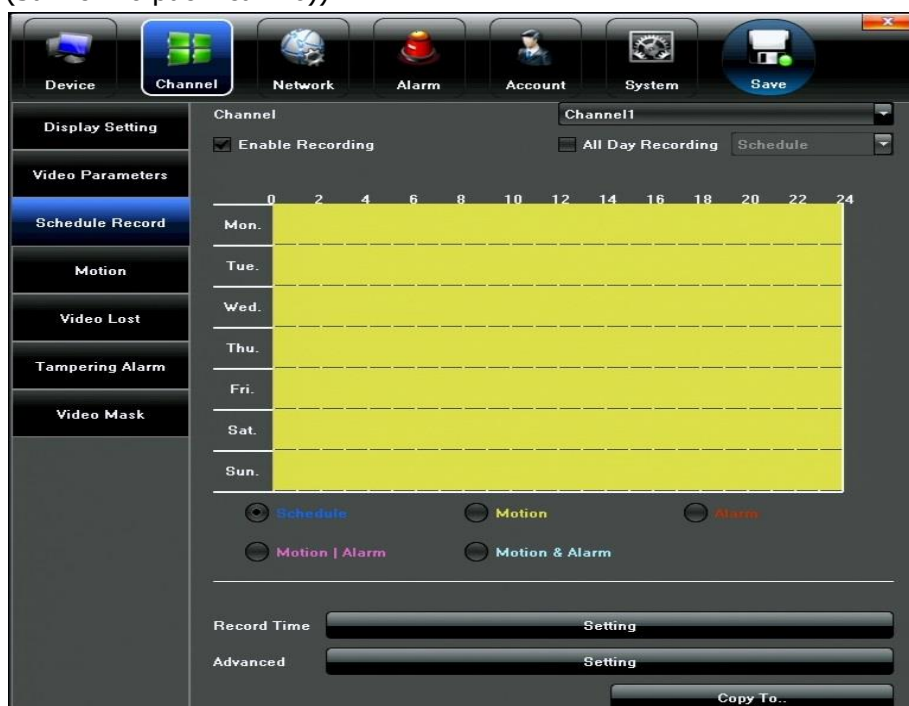 x
Device Channel Network Alarm Account System Save
Display Setting
Video Parameters
Schedule Record
Motion
Video Lost
Tampering Alarm
Video Mask
Channel Channel1
Enable Recording All Day Recording Schedule
0 2 4 6 8 10 12 14 16 18 20 22 24
Mon.
Tue.
Wed.
Thu.
Fri.
Sat.
Sun.
Schedule Motion Alarm
Motion | Alarm Motion & Alarm
Record Time Setting
Advanced Setting
Copy To..